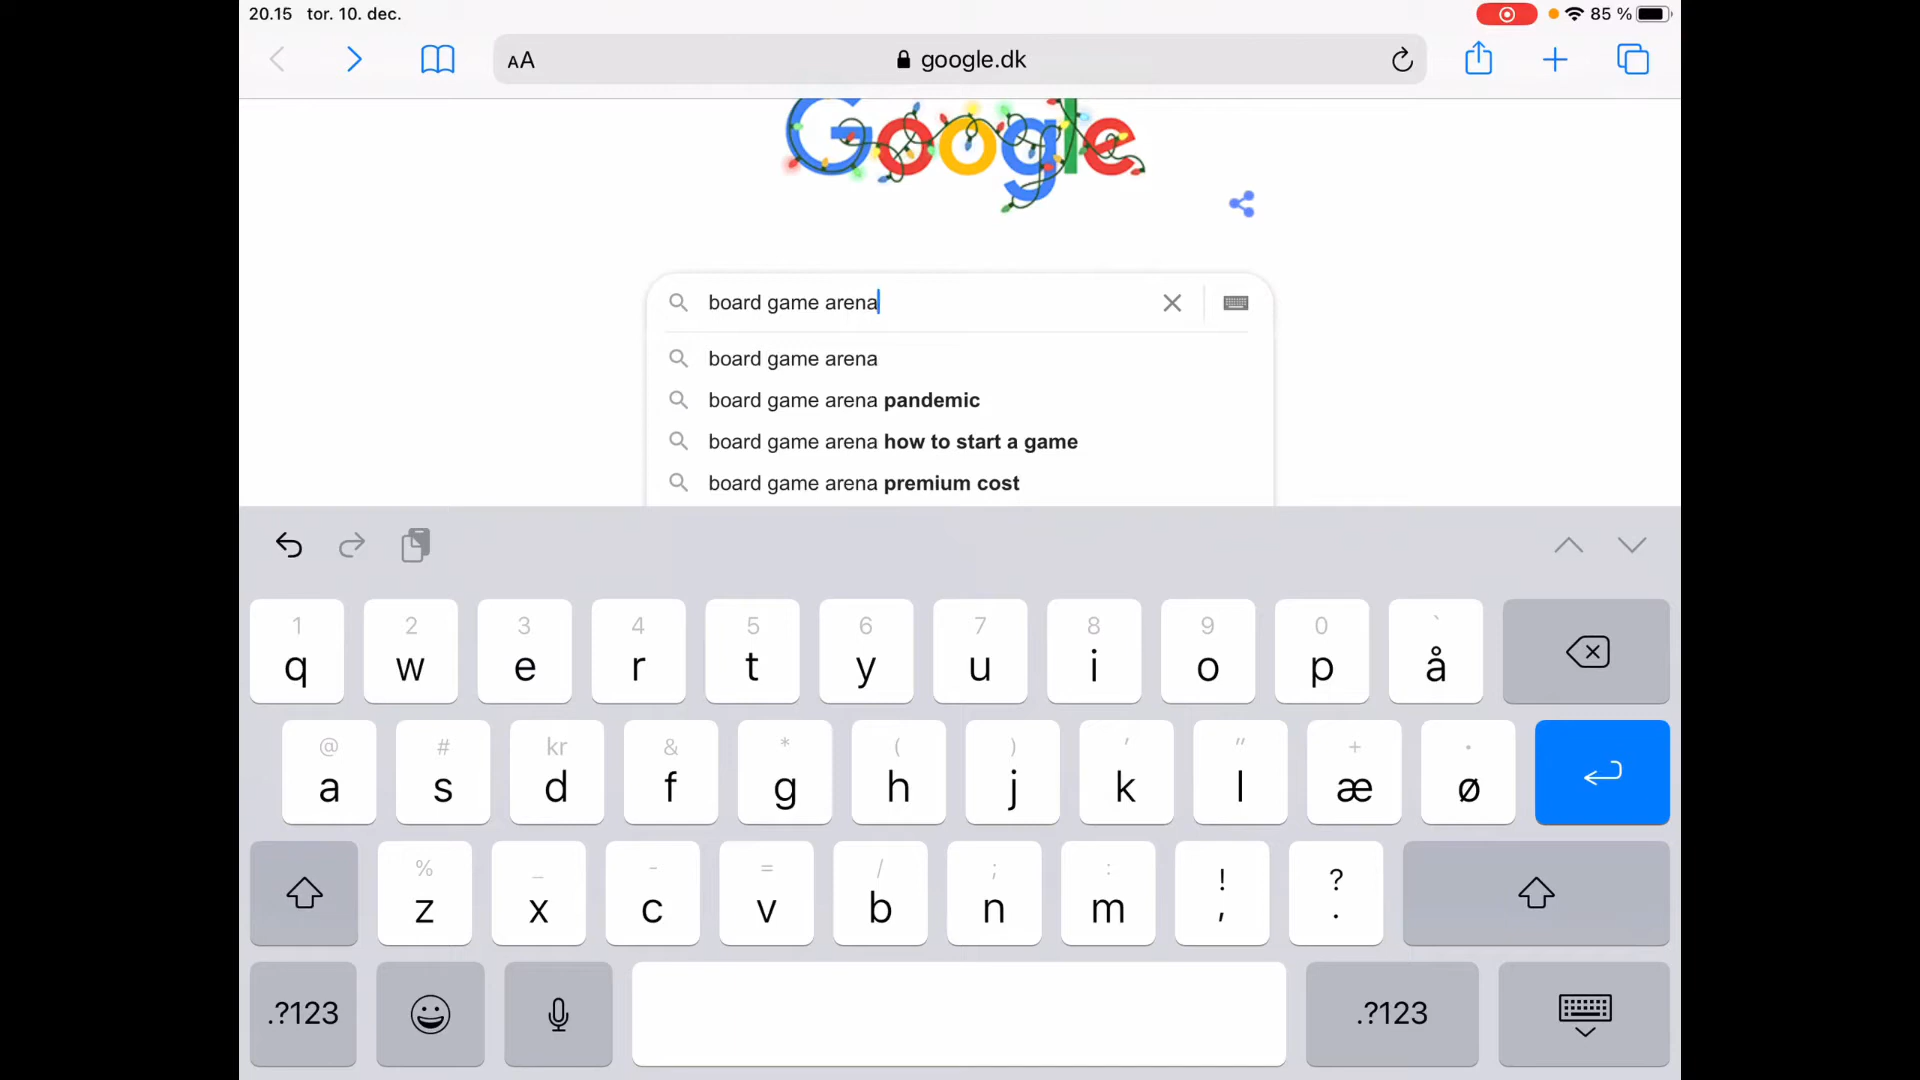 20.15 tor. 10. dec. 85 %
AA google.dk
Google
board game arena
board game arena
board game arena pandemic
board game arena how to start a game
board game arena premium cost
1 2 3 4 5 6 7 8 9 0 `
q w e r t y u i o p å
@ # kr & * ( ) ' " + ·
a s d f g h j k l æ ø
% _ - = / ; : ! ?
z x c v b n m , .
.?123 .?123